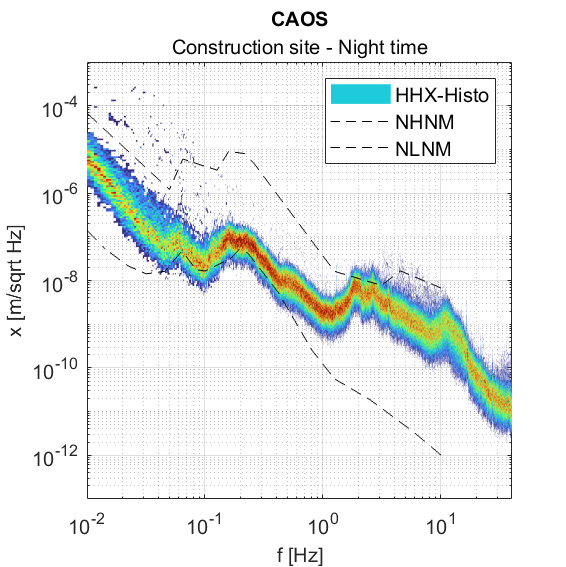 CAOS
Construction site - Night time
HHX-Histo
NHNM
NLNM
x [m/sqrt Hz]
10^-4
10^-6
10^-8
10^-10
10^-12
10^-2
10^-1
10^0
10^1
f [Hz]